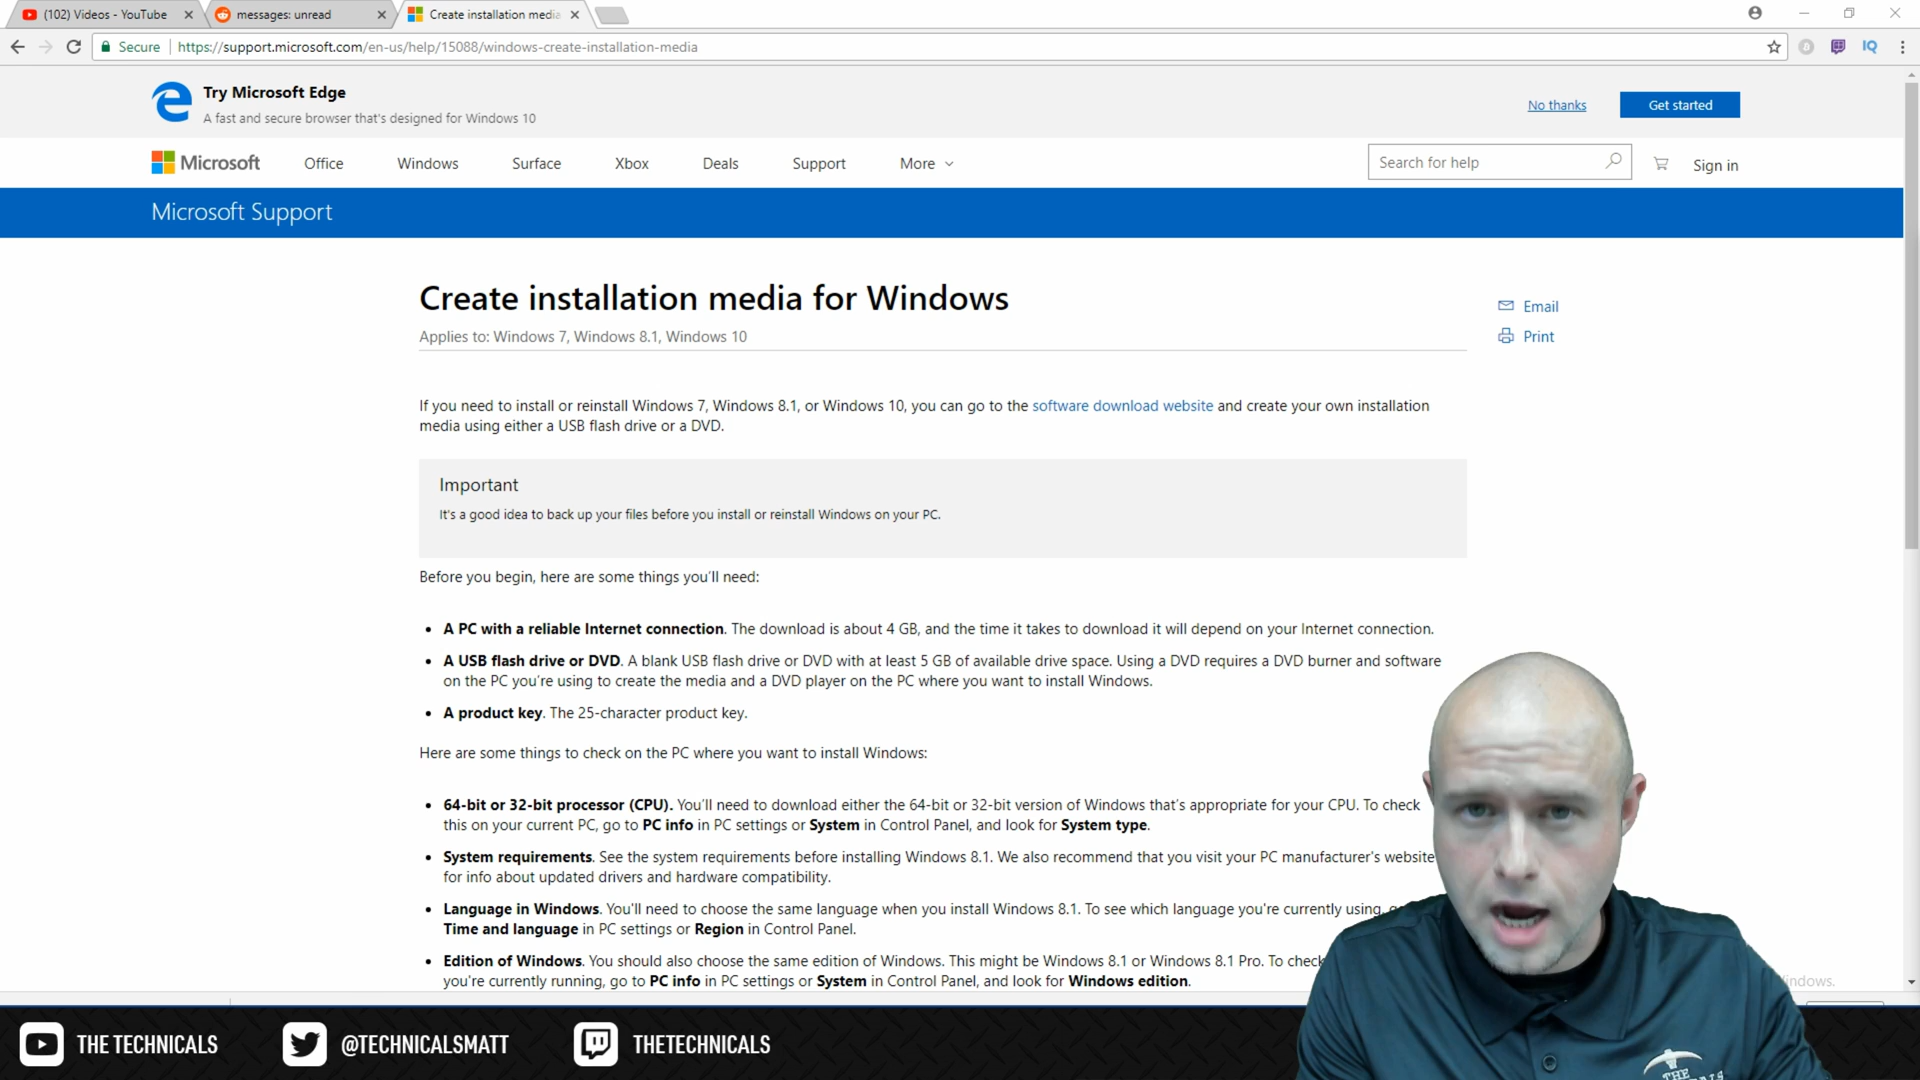 (102) Videos - YouTube
messages: unread
Create installation media
Secure
https://support.microsoft.com/en-us/help/15088/windows-create-installation-media
IQ
Try Microsoft Edge
A fast and secure browser that's designed for Windows 10
No thanks
Get started
Microsoft
Office
Windows
Surface
Xbox
Deals
Support
More
Search for help
Sign in
Microsoft Support
Create installation media for Windows
Applies to: Windows 7, Windows 8.1, Windows 10
Email
Print
If you need to install or reinstall Windows 7, Windows 8.1, or Windows 10, you can go to the software download website and create your own installation
media using either a USB flash drive or a DVD.
Important
It's a good idea to back up your files before you install or reinstall Windows on your PC.
Before you begin, here are some things you'll need:
• A PC with a reliable Internet connection. The download is about 4 GB, and the time it takes to download it will depend on your Internet connection.
• A USB flash drive or DVD. A blank USB flash drive or DVD with at least 5 GB of available drive space. Using a DVD requires a DVD burner and software
on the PC you're using to create the media and a DVD player on the PC where you want to install Windows.
• A product key. The 25-character product key.
Here are some things to check on the PC where you want to install Windows:
• 64-bit or 32-bit processor (CPU). You'll need to download either the 64-bit or 32-bit version of Windows that's appropriate for your CPU. To check
this on your current PC, go to PC info in PC settings or System in Control Panel, and look for System type.
• System requirements. See the system requirements before installing Windows 8.1. We also recommend that you visit your PC manufacturer's website
for info about updated drivers and hardware compatibility.
• Language in Windows. You'll need to choose the same language when you install Windows 8.1. To see which language you're currently using,
Time and language in PC settings or Region in Control Panel.
• Edition of Windows. You should also choose the same edition of Windows. This might be Windows 8.1 or Windows 8.1 Pro. To check
you're currently running, go to PC info in PC settings or System in Control Panel, and look for Windows edition.
THE TECHNICALS
@TECHNICALSMATT
THETECHNICALS
THE